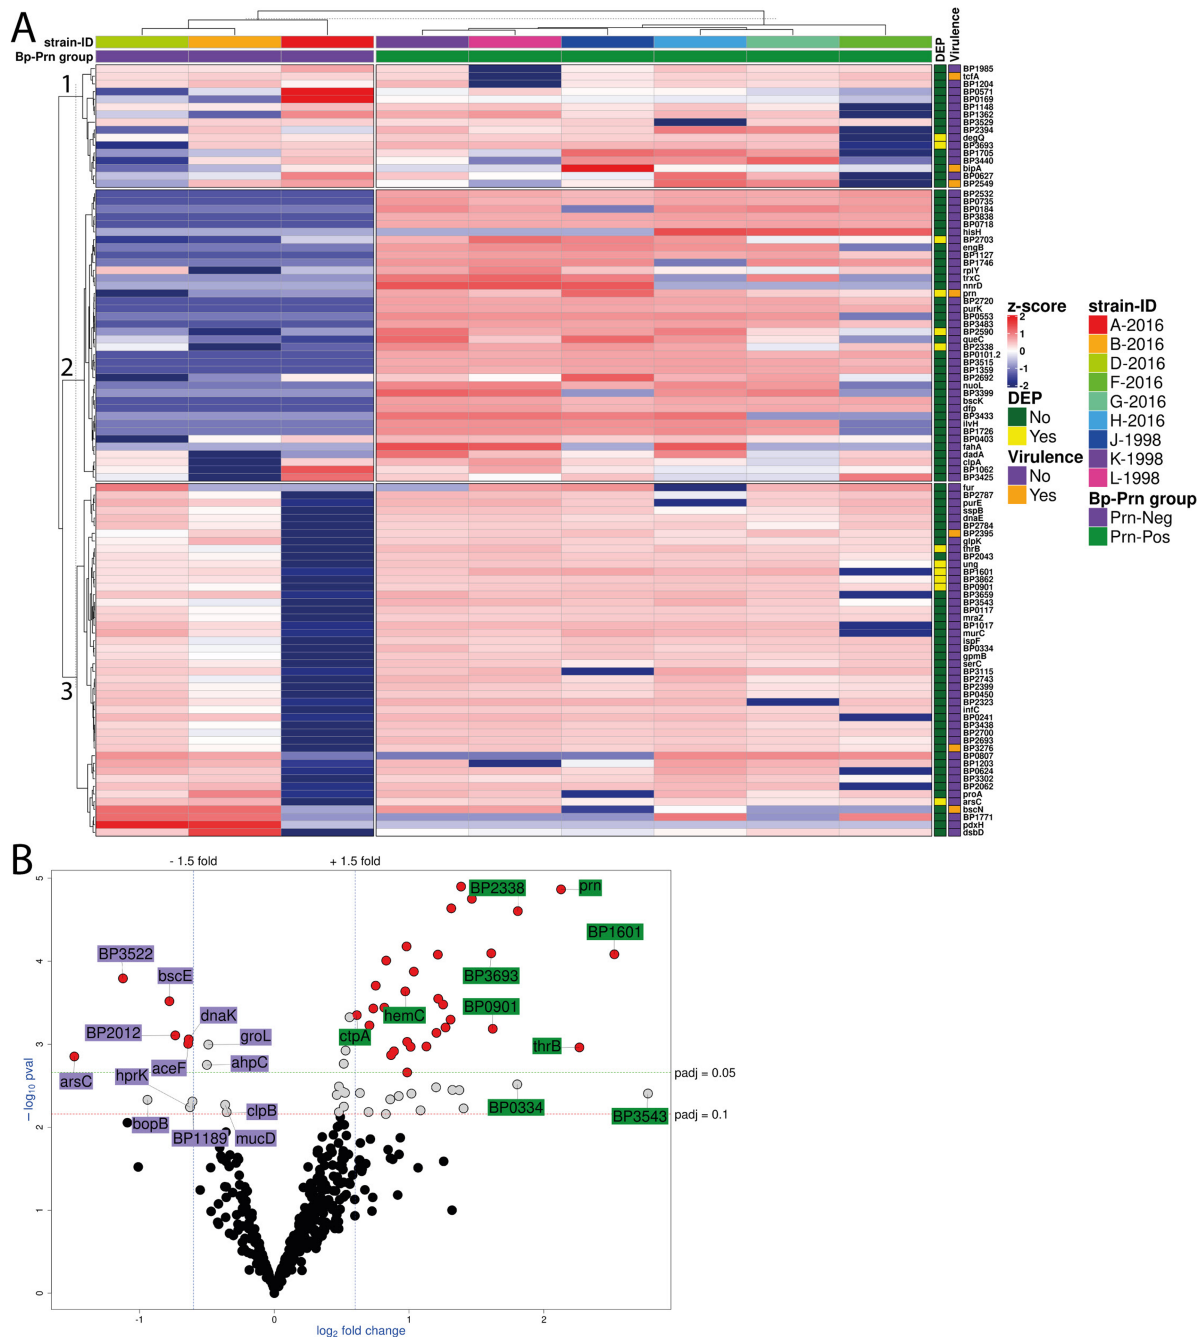 A
strain-ID
Bp-Prn group
DEP
Virulence
1
2
3
BP1985
tcfA
BP1204
BP0571
BP0169
BP1148
BP1362
BP3529
BP2394
degQ
BP3693
BP1705
BP3440
bipA
BP0627
BP2549
BP2532
BP0735
BP0184
BP3838
BP0718
hisH
BP2703
engB
BP1127
BP1746
rplY
trxC
nnrD
prn
BP2720
purK
BP0553
BP3483
BP2590
queC
BP2338
BP0101.2
BP3515
BP1359
BP2692
nuoL
BP3399
bscK
dfp
BP3433
ilvH
BP1726
BP0403
fahA
dadA
clpA
BP1062
BP3425
fur
BP2787
purE
sspB
dnaE
BP2784
BP2395
glpK
thrB
BP2043
ung
BP1601
BP3862
BP0901
BP3659
BP3543
BP0117
mraZ
BP1017
murC
ispF
BP0334
gpmB
serC
BP3115
BP2743
BP2399
BP0450
BP2323
infC
BP0241
BP3438
BP2700
BP2693
BP3276
BP0807
BP1203
BP0624
BP3302
BP2062
proA
arsC
bscN
BP1771
pdxH
dsbD
z-score
2
1
0
-1
-2
DEP
No
Yes
Virulence
No
Yes
strain-ID
A-2016
B-2016
D-2016
F-2016
G-2016
H-2016
J-1998
K-1998
L-1998
Bp-Prn group
Prn-Neg
Prn-Pos
B
- 1.5 fold
+ 1.5 fold
BP2338
prn
BP1601
BP3522
bscE
BP3693
BP0901
dnaK
hemC
BP2012
groL
ctpA
thrB
aceF
ahpC
arsC
hprK
padj = 0.05
clpB
BP0334
padj = 0.1
bopB
BP3543
BP1189
mucD
5
4
3
2
1
0
-1
0
1
2
− log10 pval
log2 fold change